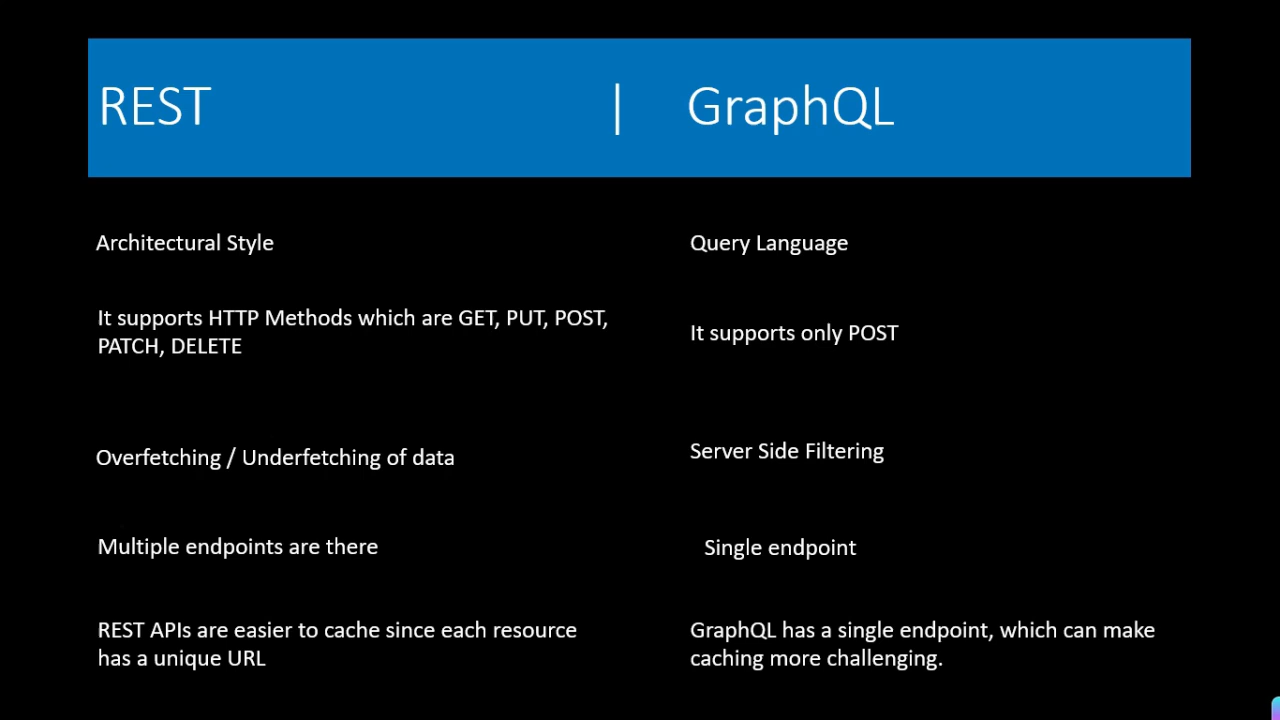 REST | GraphQL
Architectural Style
Query Language
It supports HTTP Methods which are GET, PUT, POST,
PATCH, DELETE
It supports only POST
Overfetching / Underfetching of data
Server Side Filtering
Multiple endpoints are there
Single endpoint
REST APIs are easier to cache since each resource
has a unique URL
GraphQL has a single endpoint, which can make
caching more challenging.